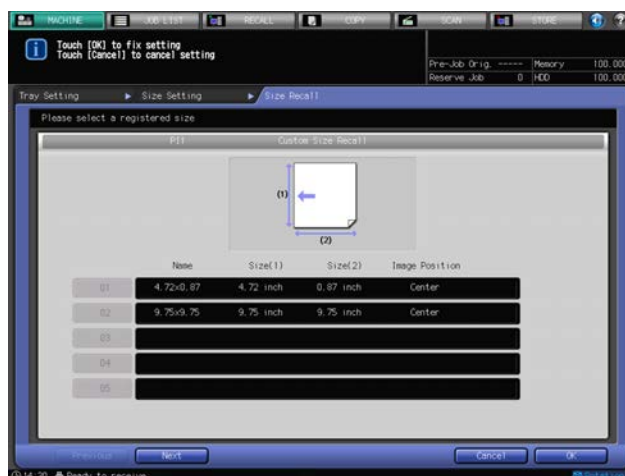 MACHINE JOB LIST RECALL COPY SCAN STORE
Touch [OK] to fix setting
Touch [Cancel] to cancel setting
Pre-Job Orig. ----- Memory 100.000
Reserve Job 0 HDD 100.000
Tray Setting Size Setting Size Recall
Please select a registered size
PI1 Custom Size Recall
(1)
(2)
Name Size(1) Size(2) Image Position
01 4.72x0.87 4.72 inch 0.87 inch Center
02 9.75x9.75 9.75 inch 9.75 inch Center
03
04
05
Previous Next Cancel OK
14:20 Ready to receive Rotation